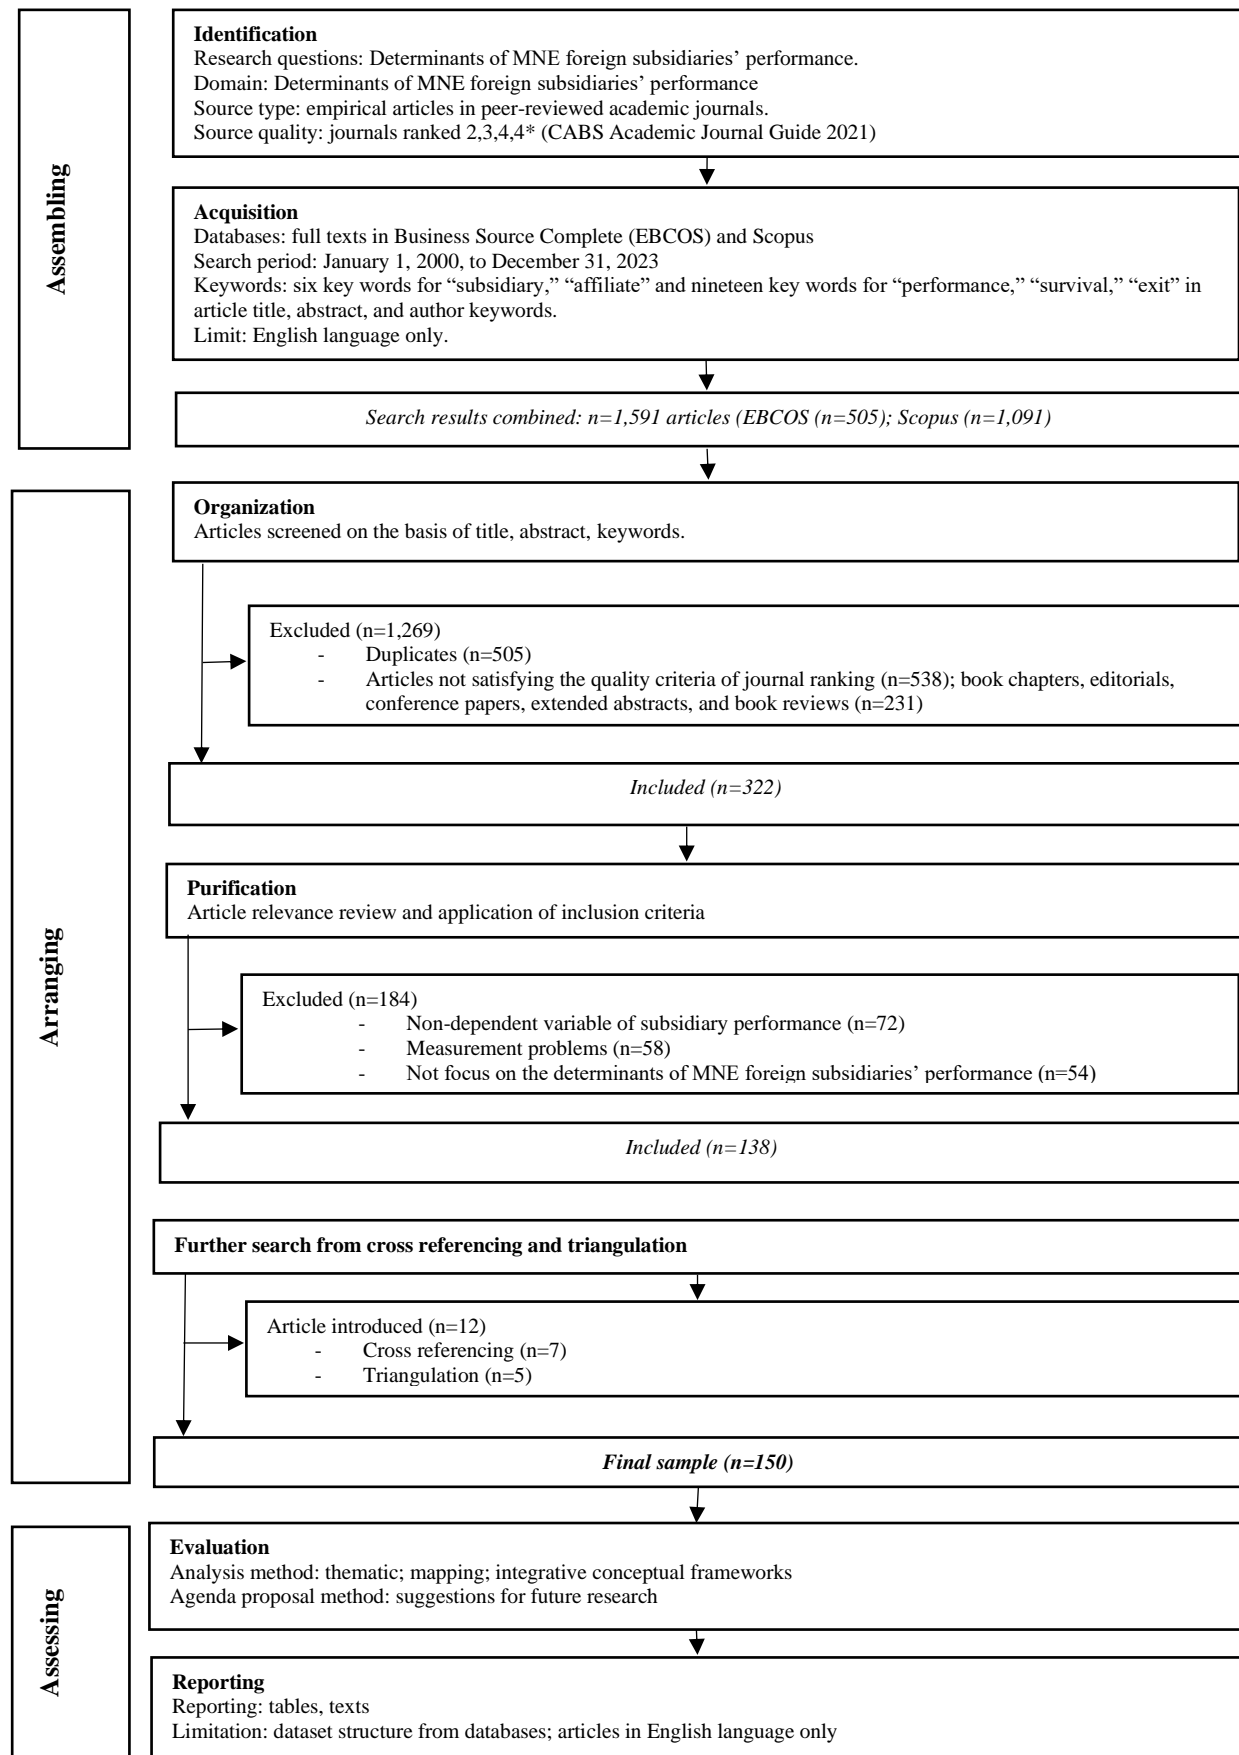 Assembling
Identification
Research questions: Determinants of MNE foreign subsidiaries’ performance.
Domain: Determinants of MNE foreign subsidiaries’ performance
Source type: empirical articles in peer-reviewed academic journals.
Source quality: journals ranked 2,3,4,4* (CABS Academic Journal Guide 2021)
Acquisition
Databases: full texts in Business Source Complete (EBCOS) and Scopus
Search period: January 1, 2000, to December 31, 2023
Keywords: six key words for “subsidiary,” “affiliate” and nineteen key words for “performance,” “survival,” “exit” in
article title, abstract, and author keywords.
Limit: English language only.
Search results combined: n=1,591 articles (EBCOS (n=505); Scopus (n=1,091)
Arranging
Organization
Articles screened on the basis of title, abstract, keywords.
Excluded (n=1,269)
- Duplicates (n=505)
- Articles not satisfying the quality criteria of journal ranking (n=538); book chapters, editorials,
conference papers, extended abstracts, and book reviews (n=231)
Included (n=322)
Purification
Article relevance review and application of inclusion criteria
Excluded (n=184)
- Non-dependent variable of subsidiary performance (n=72)
- Measurement problems (n=58)
- Not focus on the determinants of MNE foreign subsidiaries’ performance (n=54)
Included (n=138)
Further search from cross referencing and triangulation
Article introduced (n=12)
- Cross referencing (n=7)
- Triangulation (n=5)
Final sample (n=150)
Assessing
Evaluation
Analysis method: thematic; mapping; integrative conceptual frameworks
Agenda proposal method: suggestions for future research
Reporting
Reporting: tables, texts
Limitation: dataset structure from databases; articles in English language only